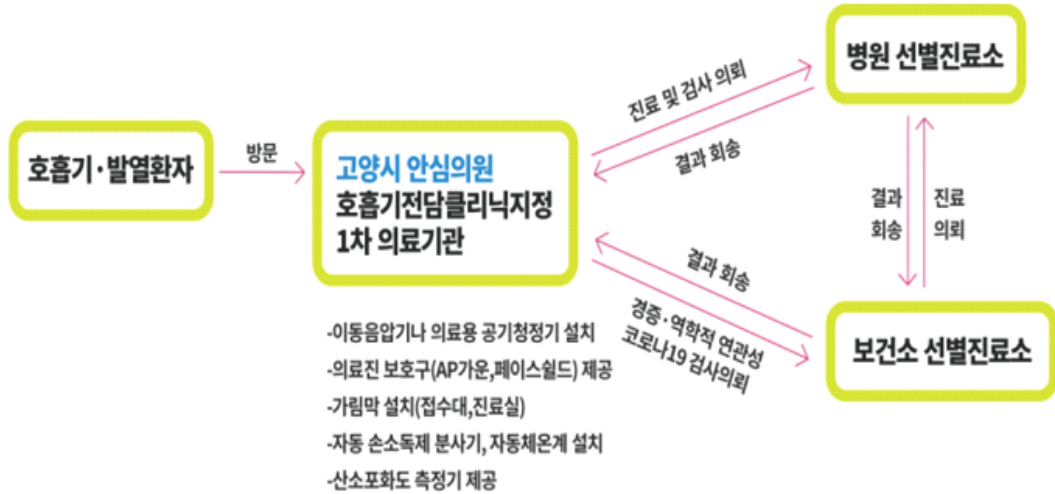 병원 선별진료소
진료 및 검사 의뢰
결과 회송
호흡기·발열환자
방문
고양시 안심의원
호흡기전담클리닉지정
1차 의료기관
결과
회송
진료
의뢰
결과 회송
경증·역학적 연관성
코로나19 검사의뢰
보건소 선별진료소
-이동음압기나 의료용 공기청정기 설치
-의료진 보호구(AP가운,페이스쉴드) 제공
-가림막 설치(접수대,진료실)
-자동 손소독제 분사기, 자동체온계 설치
-산소포화도 측정기 제공